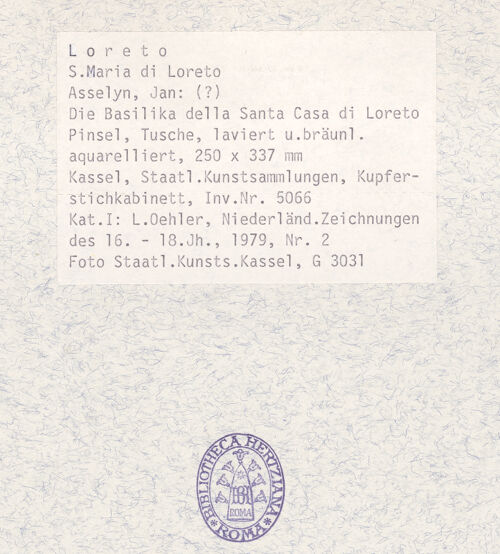 L o r e t o
S.Maria di Loreto
Asselyn, Jan: (?)
Die Basilika della Santa Casa di Loreto
Pinsel, Tusche, laviert u.bräunl.
aquarelliert, 250 x 337 mm
Kassel, Staatl.Kunstsammlungen, Kupfer-
stichkabinett, Inv.Nr. 5066
Kat.I: L.Oehler, Niederländ.Zeichnungen
des 16. - 18.Jh., 1979, Nr. 2
Foto Staatl.Kunsts.Kassel, G 3031
BIBLIOTHECA HERTZIANA
ROMA
ROMA